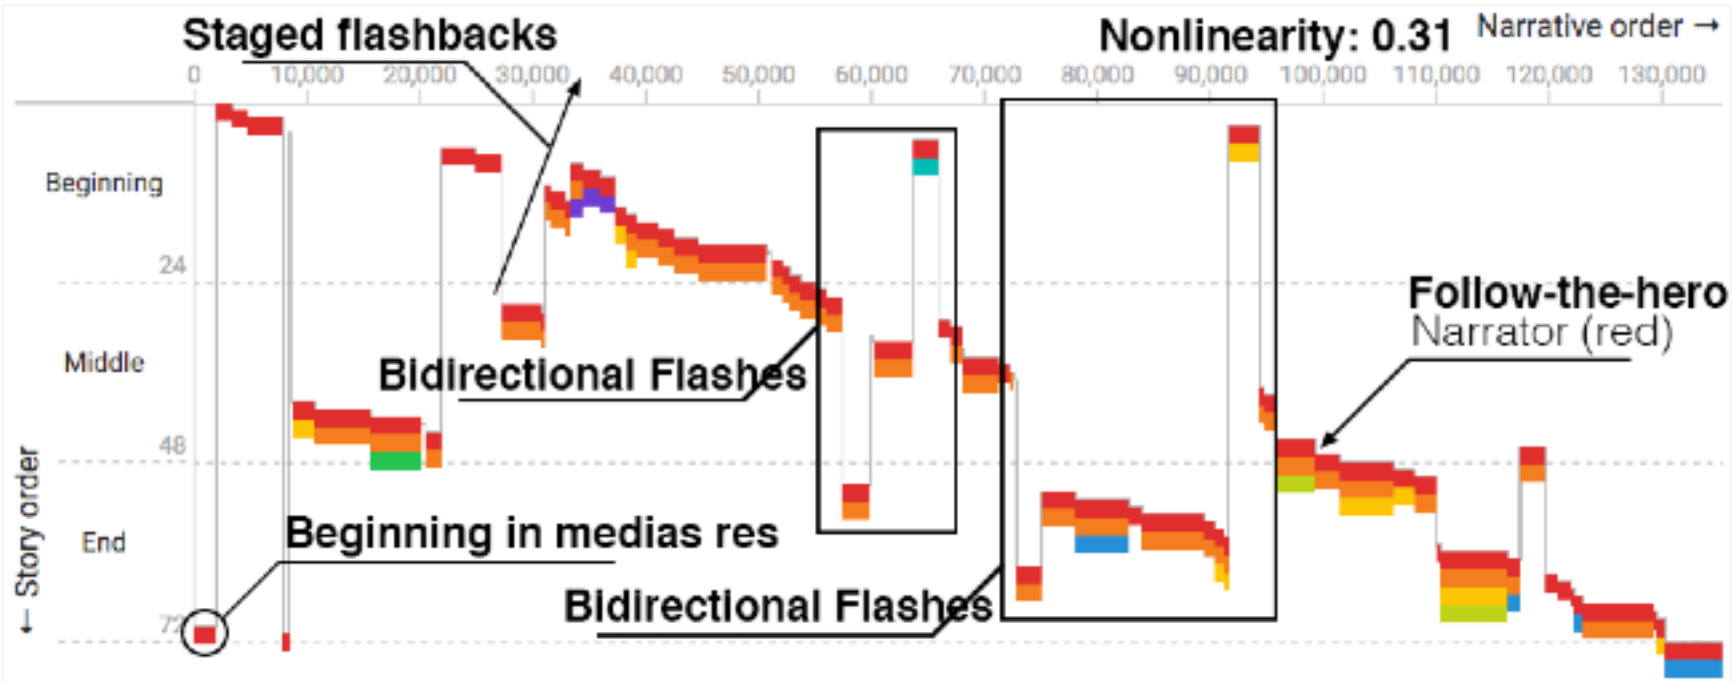 Staged flashbacks
Nonlinearity: 0.31 Narrative order →
0 10,000 20,000 30,000 40,000 50,000 60,000 70,000 80,000 90,000 100,000 110,000 120,000 130,000
Beginning
24
Follow-the-hero
Narrator (red)
Middle
Bidirectional Flashes
48
← Story order
Beginning in medias res
End
Bidirectional Flashes
72